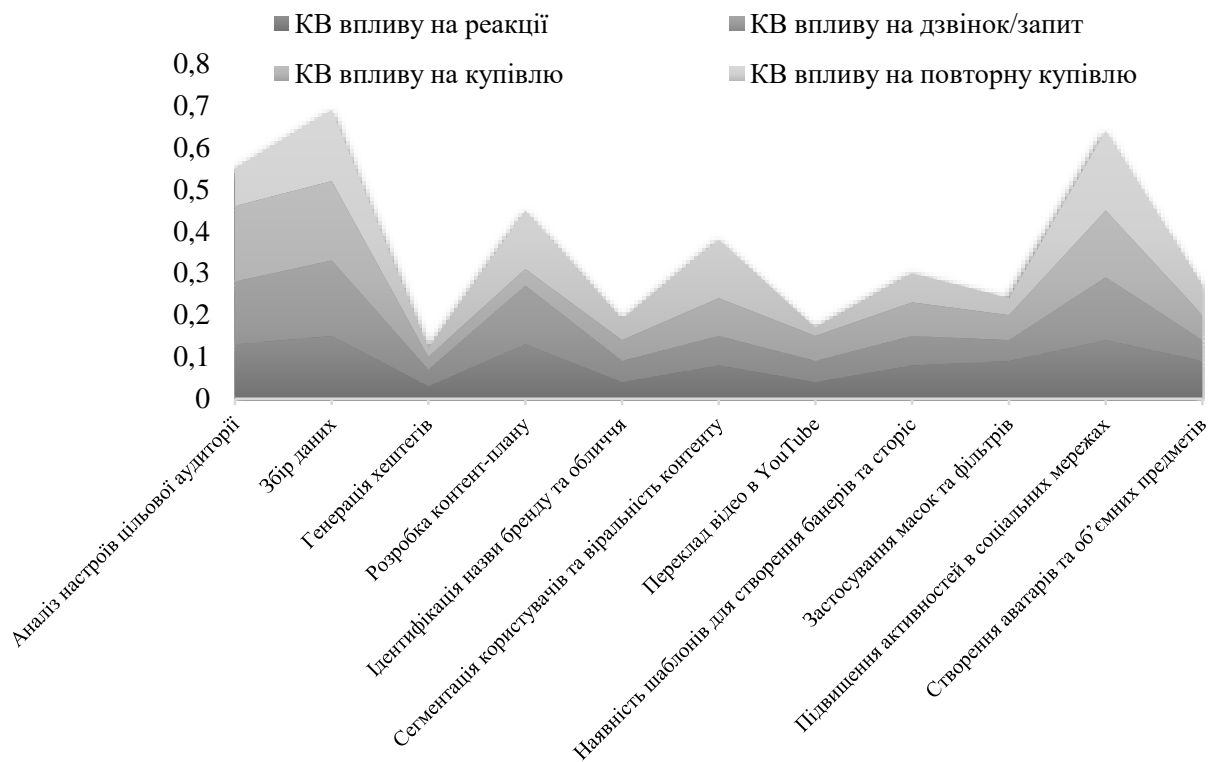 КВ впливу на реакції
КВ впливу на дзвінок/запит
КВ впливу на купівлю
КВ впливу на повторну купівлю
0,8
0,7
0,6
0,5
0,4
0,3
0,2
0,1
0
Аналіз настроїв цільової аудиторії
Збір даних
Генерація хештегів
Розробка контент-плану
Ідентифікація назви бренду та обличчя
Сегментація користувачів та віральність контенту
Переклад відео в YouTube
Наявність шаблонів для створення банерів та сторіс
Застосування масок та фільтрів
Підвищення активностей в соціальних мережах
Створення аватарів та об’ємних предметів